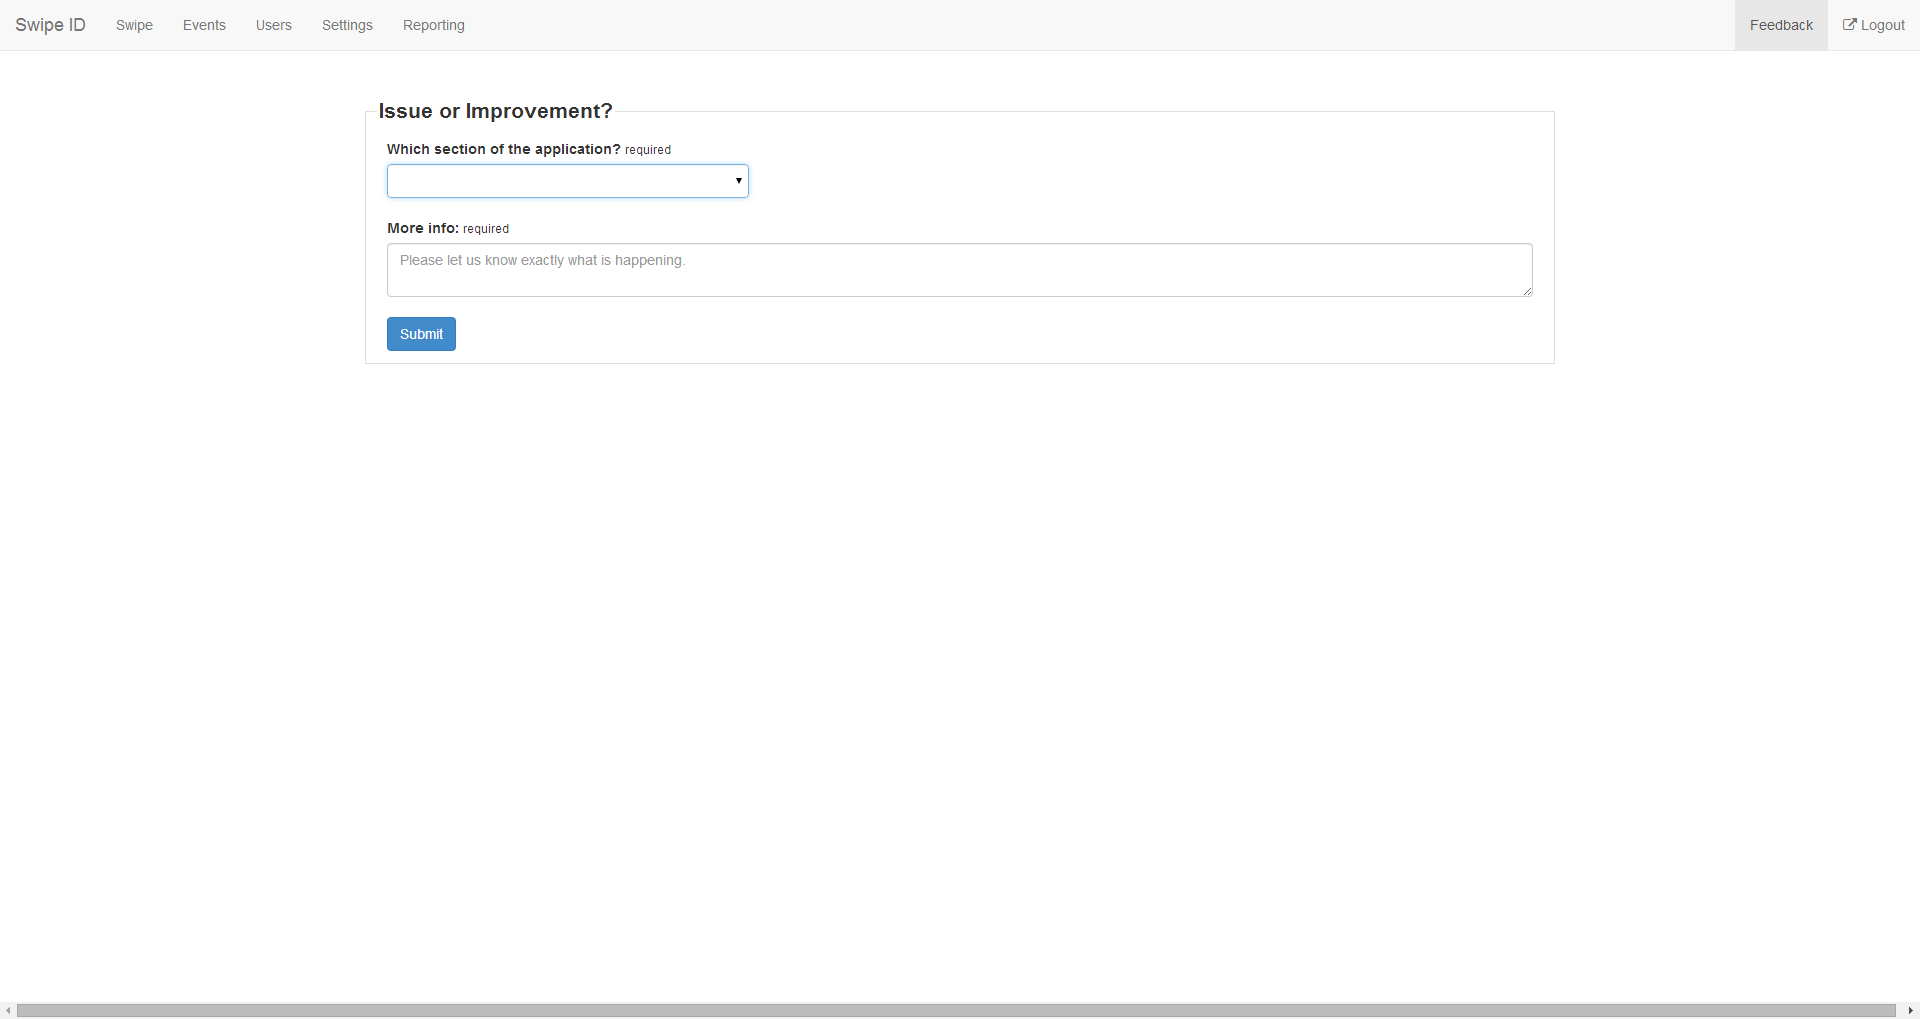 Swipe ID Swipe Events Users Settings Reporting Feedback Logout
Issue or Improvement?
Which section of the application? required
More info: required
Please let us know exactly what is happening.
Submit